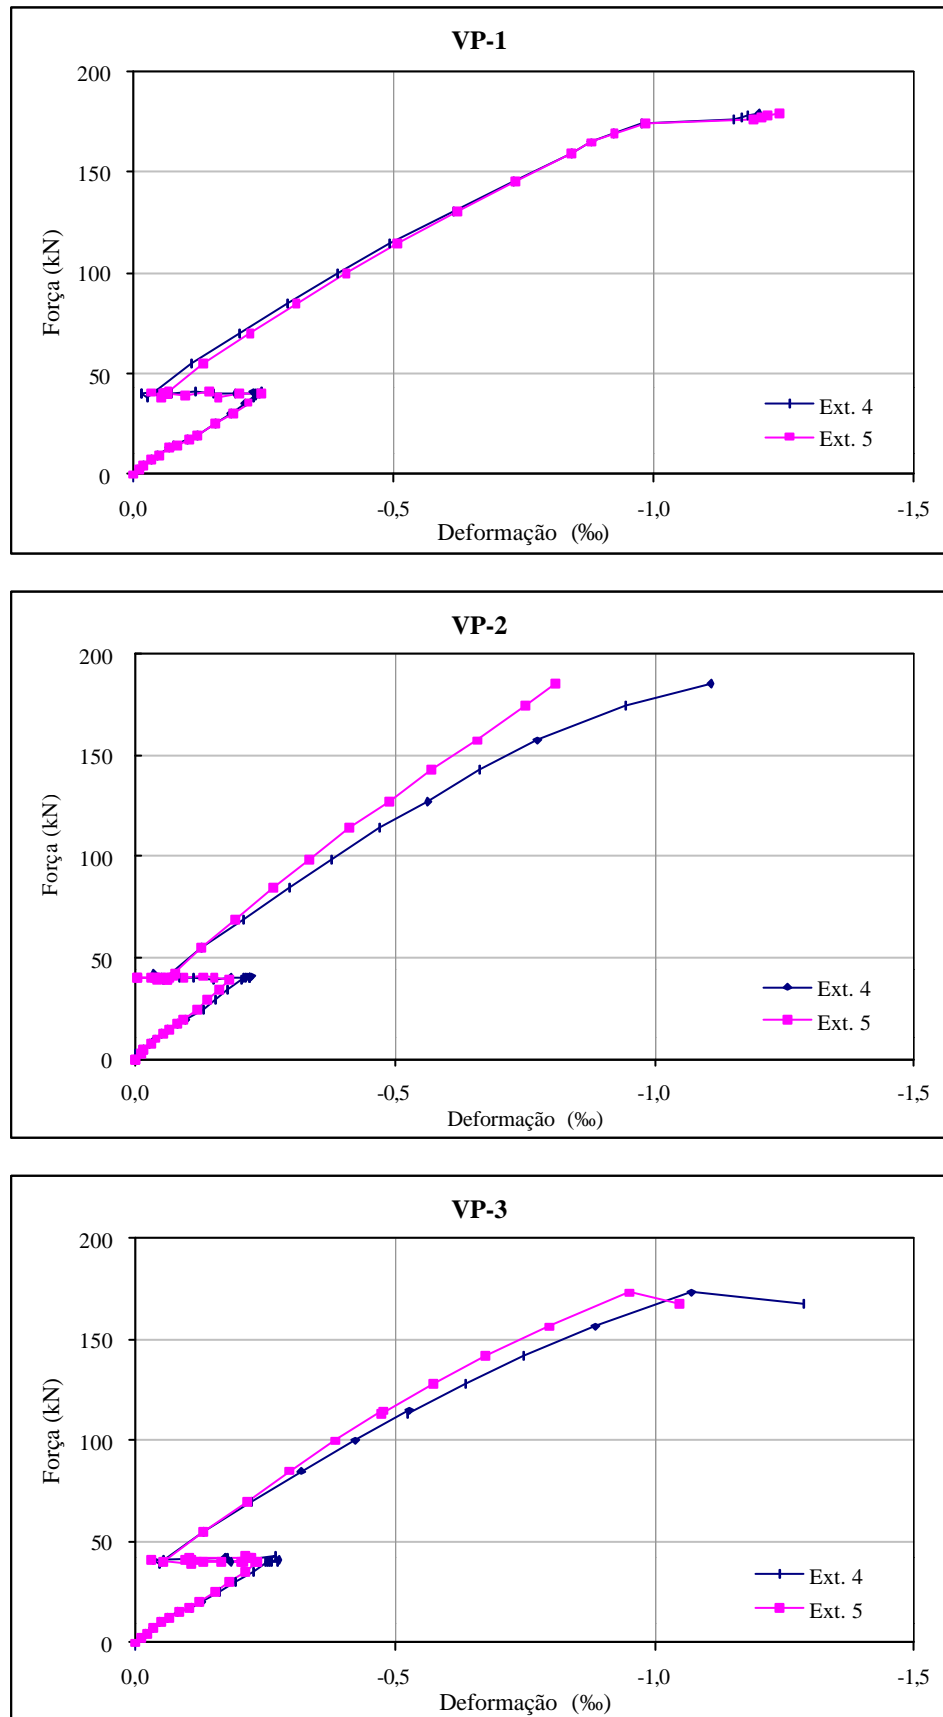 VP-1
200
150
100
50
0
Força (kN)
Ext. 4
Ext. 5
0,0 -0,5 -1,0 -1,5
Deformação (‰)
VP-2
200
150
100
50
0
Força (kN)
Ext. 4
Ext. 5
0,0 -0,5 -1,0 -1,5
Deformação (‰)
VP-3
200
150
100
50
0
Força (kN)
Ext. 4
Ext. 5
0,0 -0,5 -1,0 -1,5
Deformação (‰)